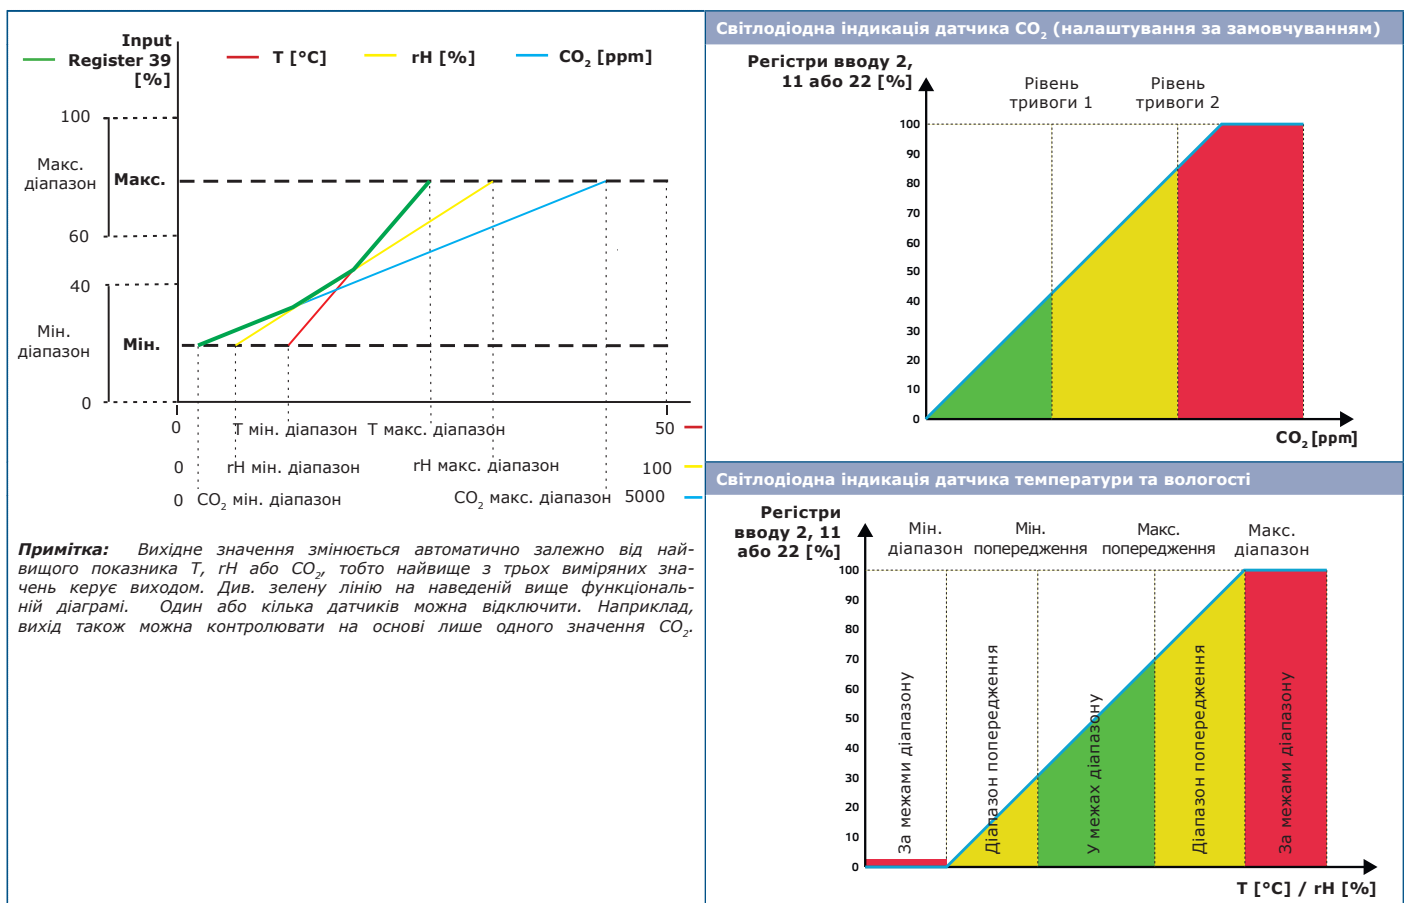 Input
Register 39
[%]
T [°C]
rH [%]
CO2 [ppm]
100
Макс.
діапазон
Макс.
60
40
Мін.
діапазон
Мін.
0
0
T мін. діапазон
T макс. діапазон
50
0
rH мін. діапазон
rH макс. діапазон
100
0
CO2 мін. діапазон
CO2 макс. діапазон
5000
Примітка: Вихідне значення змінюється автоматично залежно від най-
вищого показника T, rH або CO2, тобто найвище з трьох виміряних зна-
чень керує виходом. Див. зелену лінію на наведеній вище функціональ-
ній діаграмі. Один або кілька датчиків можна відключити. Наприклад,
вихід також можна контролювати на основі лише одного значення CO2.
Світлодіодна індикація датчика CO2 (налаштування за замовчуванням)
Регістри вводу 2,
11 або 22 [%]
Рівень
тривоги 1
Рівень
тривоги 2
100
90
80
70
60
50
40
30
20
10
0
CO2 [ppm]
Світлодіодна індикація датчика температури та вологості
Регістри
вводу 2, 11
або 22 [%]
Мін.
діапазон
Мін.
попередження
Макс.
попередження
Макс.
діапазон
100
90
80
70
60
50
40
30
20
10
0
За межами діапазону
Діапазон попередження
У межах діапазону
Діапазон попередження
За межами діапазону
T [°C] / rH [%]